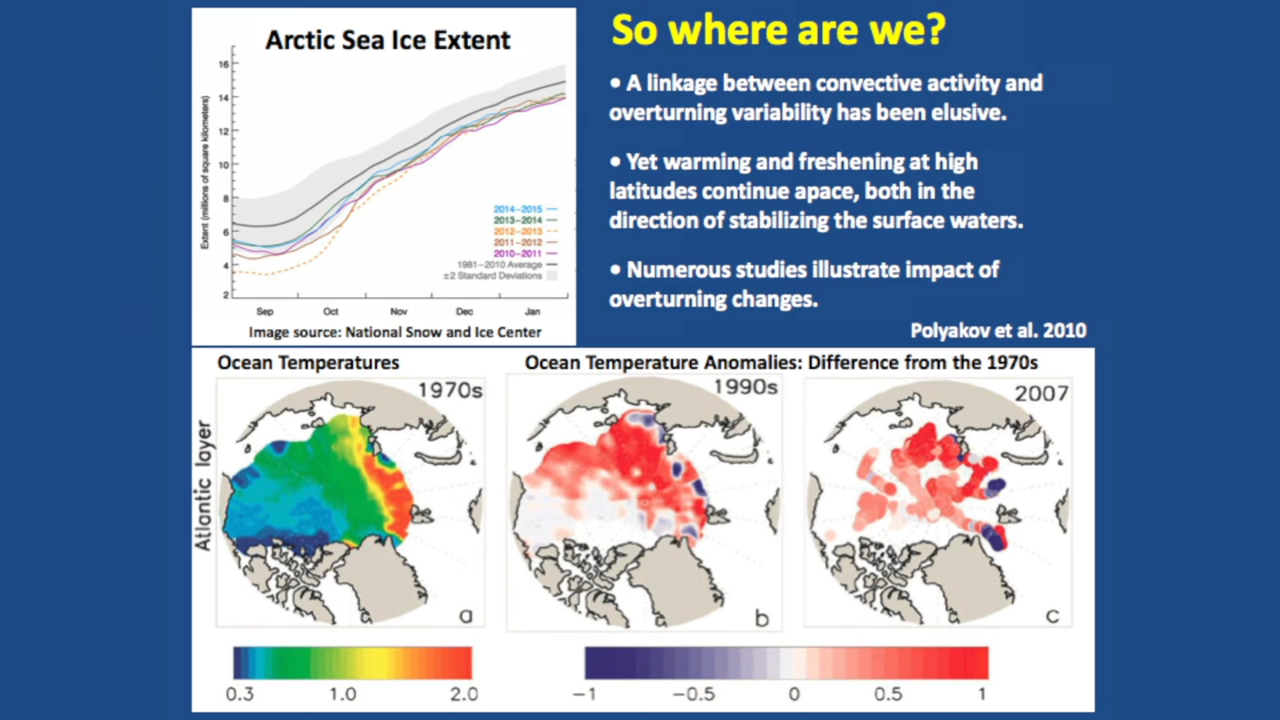 Arctic Sea Ice Extent
16
14
12
10
8
6
4
2
Extent (millions of square kilometers)
2014–2015
2013–2014
2012–2013
2011–2012
2010–2011
1981–2010 Average
±2 Standard Deviations
Sep Oct Nov Dec Jan
Image source: National Snow and Ice Center
So where are we?
• A linkage between convective activity and
overturning variability has been elusive.
• Yet warming and freshening at high
latitudes continue apace, both in the
direction of stabilizing the surface waters.
• Numerous studies illustrate impact of
overturning changes.
Polyakov et al. 2010
Ocean Temperatures
Ocean Temperature Anomalies: Difference from the 1970s
Atlantic layer
1970s
a
1990s
b
2007
c
0.3 1.0 2.0
−1 −0.5 0 0.5 1